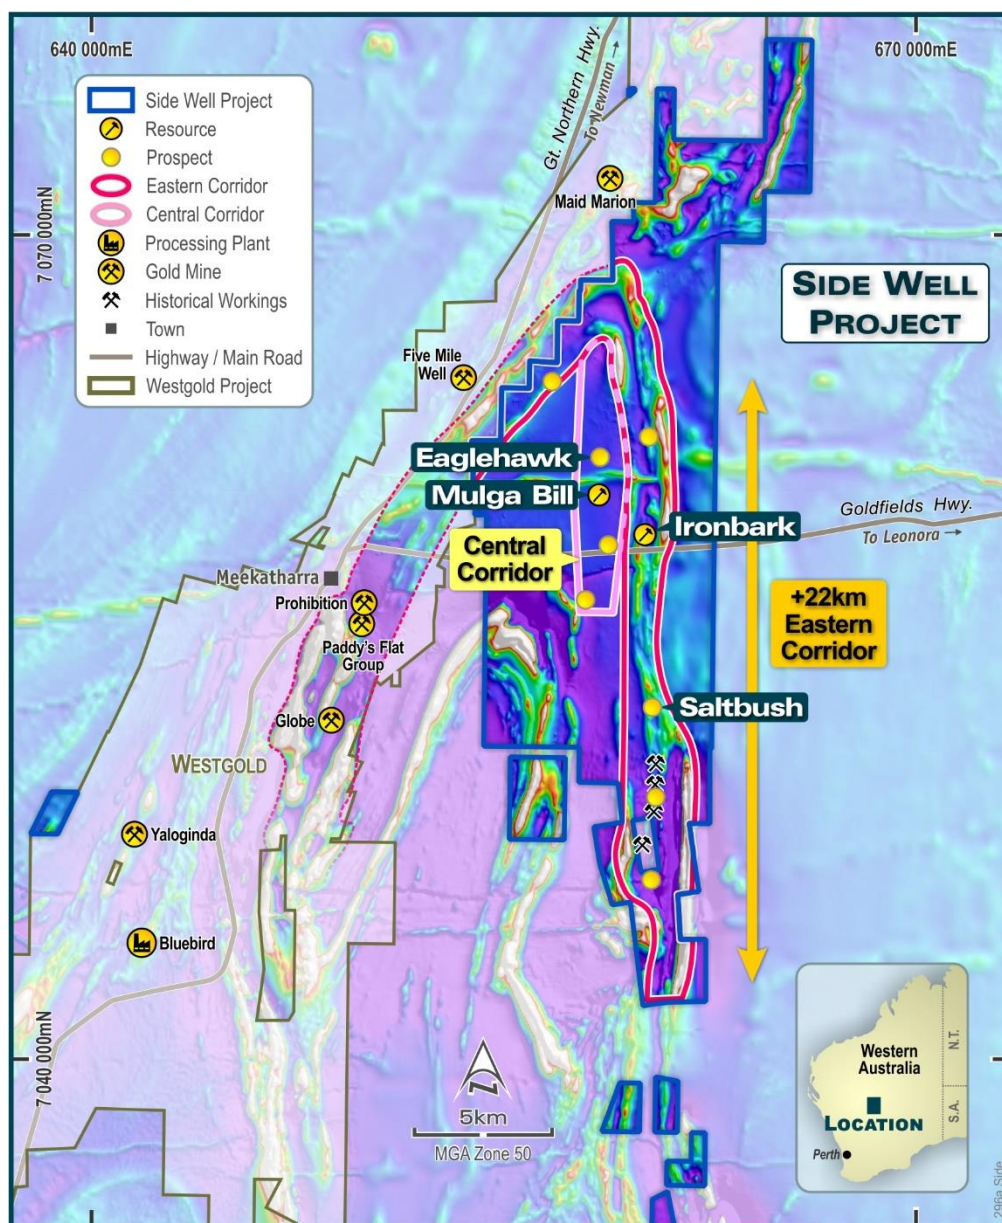 640 000mE
670 000mE
Side Well Project
Resource
Prospect
Eastern Corridor
Central Corridor
Processing Plant
Gold Mine
Historical Workings
Town
Highway / Main Road
Westgold Project
Gt. Northern Hwy.
To Newman →
Maid Marion
7 070 000mN
SIDE WELL
PROJECT
Five Mile
Well
Eaglehawk
Mulga Bill
Ironbark
Goldfields Hwy.
To Leonora →
Central
Corridor
Meekatharra
Prohibition
Paddy's Flat
Group
+22km
Eastern
Corridor
Saltbush
Globe
WESTGOLD
Yaloginda
Bluebird
7 040 000mN
N
5km
MGA Zone 50
Western
Australia
N.T.
S.A.
LOCATION
Perth
296a Side